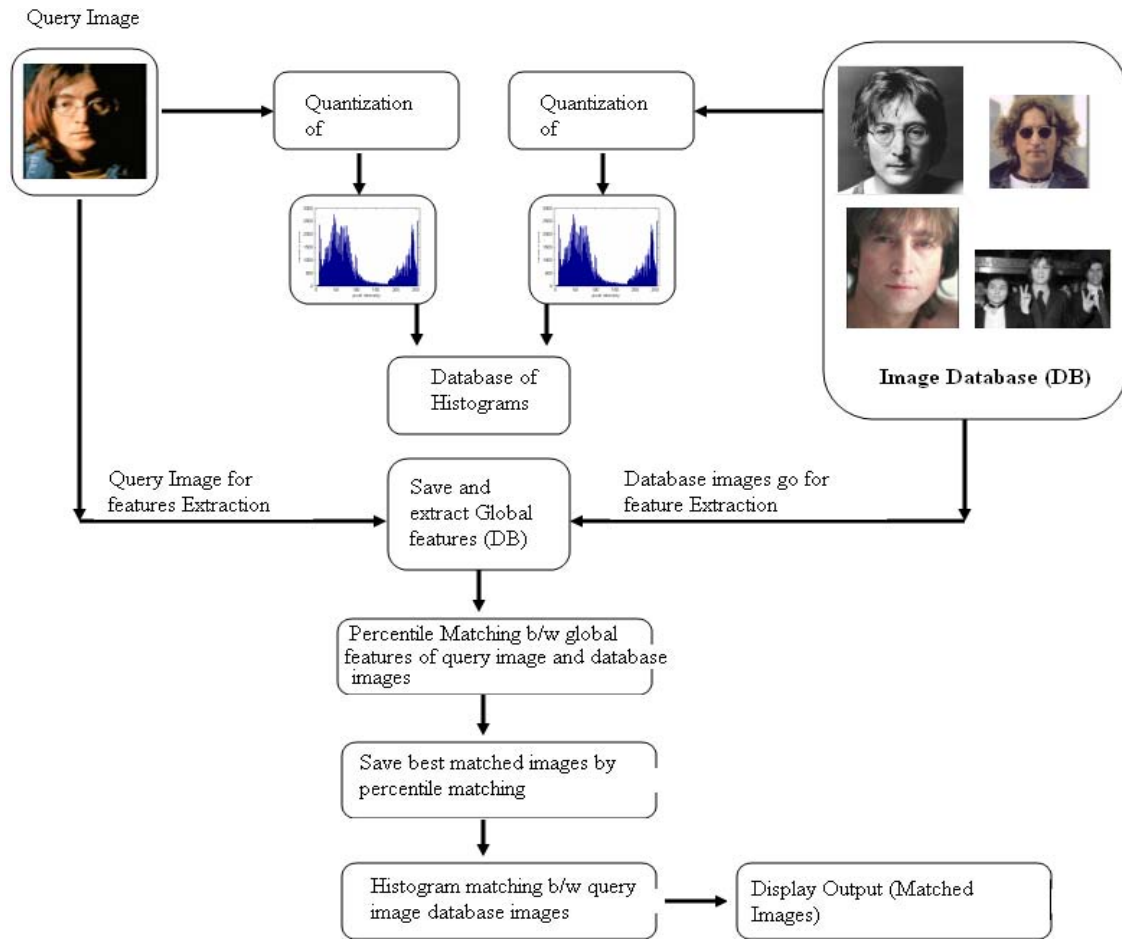 Query Image
Quantization
of
Quantization
of
Database of
Histograms
Image Database (DB)
Query Image for
features Extraction
Save and
extract Global
features (DB)
Database images go for
feature Extraction
Percentile Matching b/w global
features of query image and database
images
Save best matched images by
percentile matching
Histogram matching b/w query
image database images
Display Output (Matched
Images)